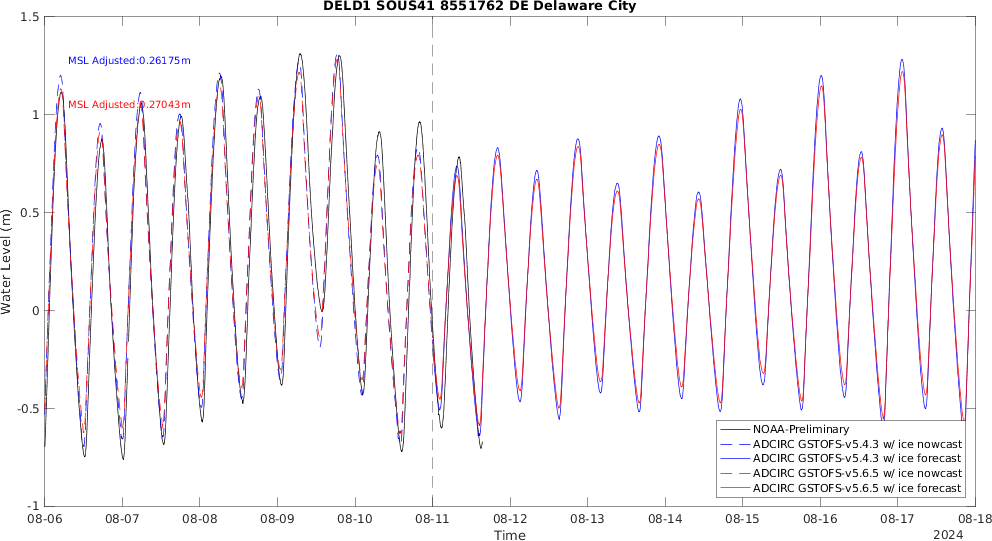 DELD1 SOUS41 8551762 DE Delaware City
1.5
MSL Adjusted:0.26175m
MSL Adjusted:0.27043m
1
0.5
0
-0.5
-1
Water Level (m)
NOAA-Preliminary
ADCIRC GSTOFS-v5.4.3 w/ ice nowcast
ADCIRC GSTOFS-v5.4.3 w/ ice forecast
ADCIRC GSTOFS-v5.6.5 w/ ice nowcast
ADCIRC GSTOFS-v5.6.5 w/ ice forecast
08-06 08-07 08-08 08-09 08-10 08-11 08-12 08-13 08-14 08-15 08-16 08-17 08-18
Time
2024